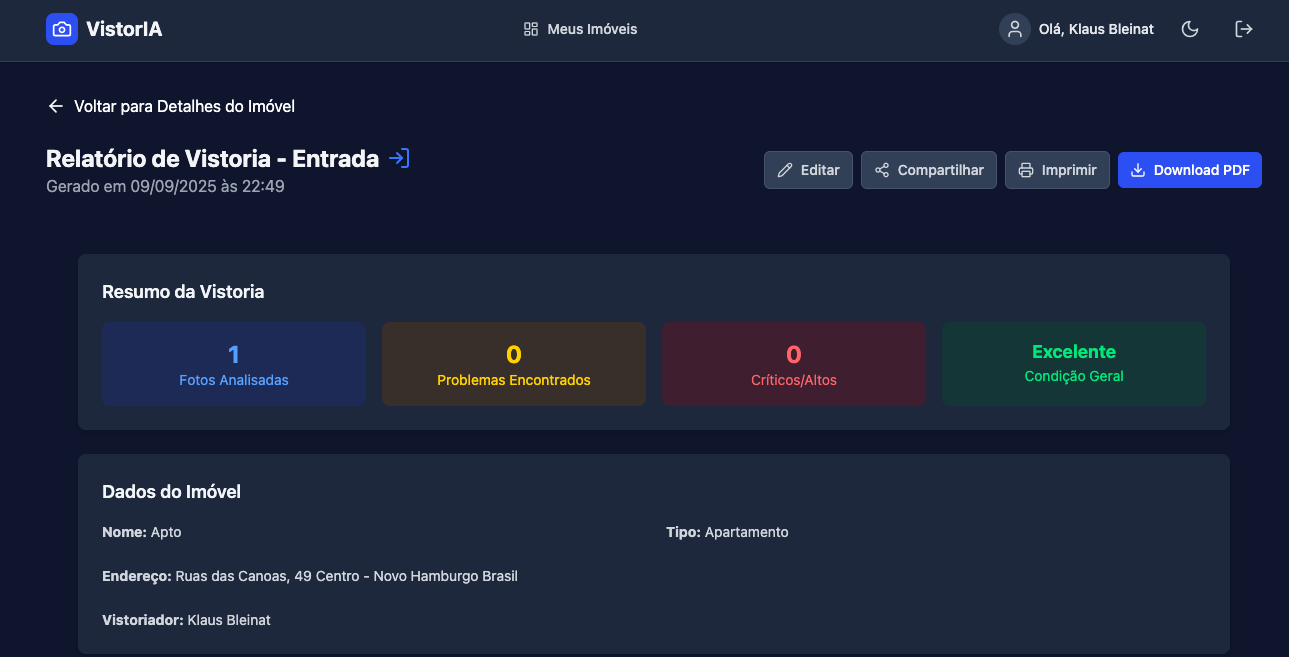 VistorIA
Meus Imóveis
Olá, Klaus Bleinat
Voltar para Detalhes do Imóvel
Relatório de Vistoria - Entrada
Gerado em 09/09/2025 às 22:49
Editar
Compartilhar
Imprimir
Download PDF
Resumo da Vistoria
1
Fotos Analisadas
0
Problemas Encontrados
0
Críticos/Altos
Excelente
Condição Geral
Dados do Imóvel
Nome: Apto
Tipo: Apartamento
Endereço: Ruas das Canoas, 49 Centro - Novo Hamburgo Brasil
Vistoriador: Klaus Bleinat